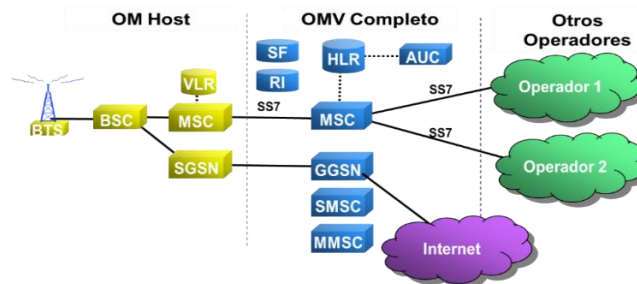 OM Host
OMV Completo
Otros
Operadores
SF
HLR
AUC
VLR
RI
SS7
Operador 1
BTS
BSC
MSC
SS7
MSC
SS7
Operador 2
SGSN
GGSN
SMSC
MMSC
Internet